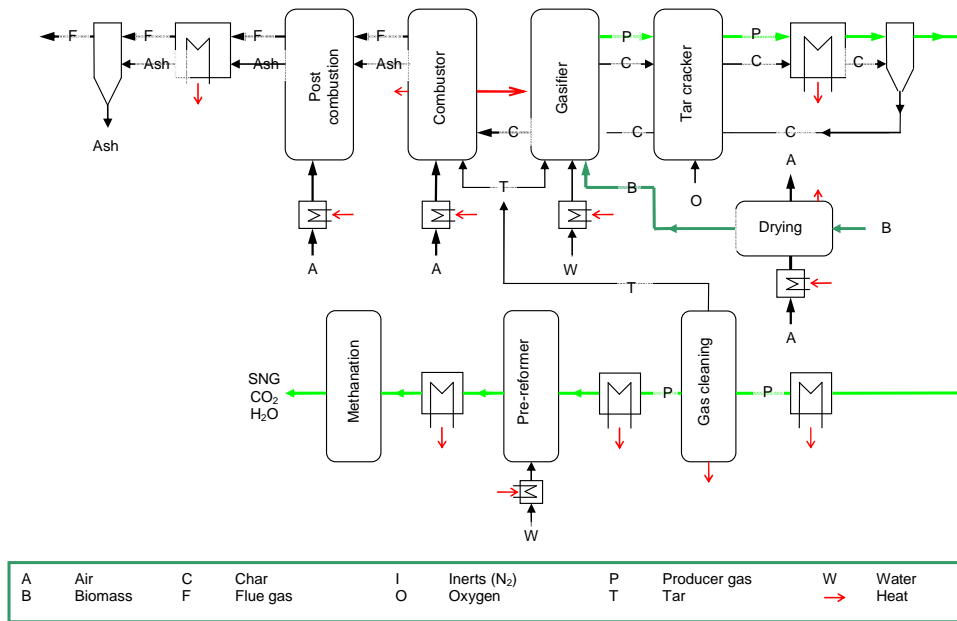 F F F F P P
Ash Ash Ash C C C
Post combustion
Combustor
Gasifier
Tar cracker
C C C
Ash
A
T B O
Drying B
A A W
T A
SNG
CO₂
H₂O
Methanation
Pre-reformer
P
Gas cleaning
P
W
A Air C Char I Inerts (N₂) P Producer gas W Water
B Biomass F Flue gas O Oxygen T Tar Heat